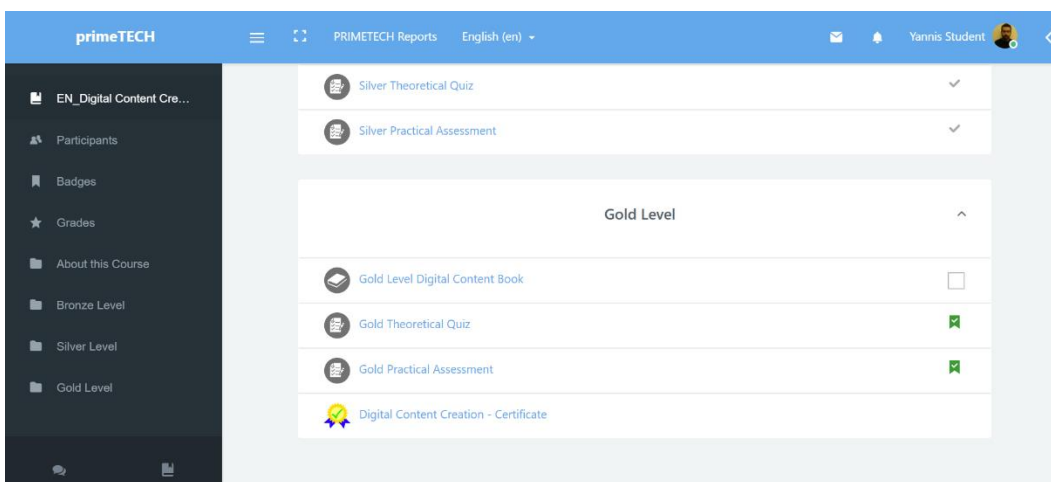 primeTECH
PRIMETECH Reports
English (en)
Yannis Student
EN_Digital Content Cre...
Participants
Badges
Grades
About this Course
Bronze Level
Silver Level
Gold Level
Silver Theoretical Quiz
Silver Practical Assessment
Gold Level
Gold Level Digital Content Book
Gold Theoretical Quiz
Gold Practical Assessment
Digital Content Creation - Certificate